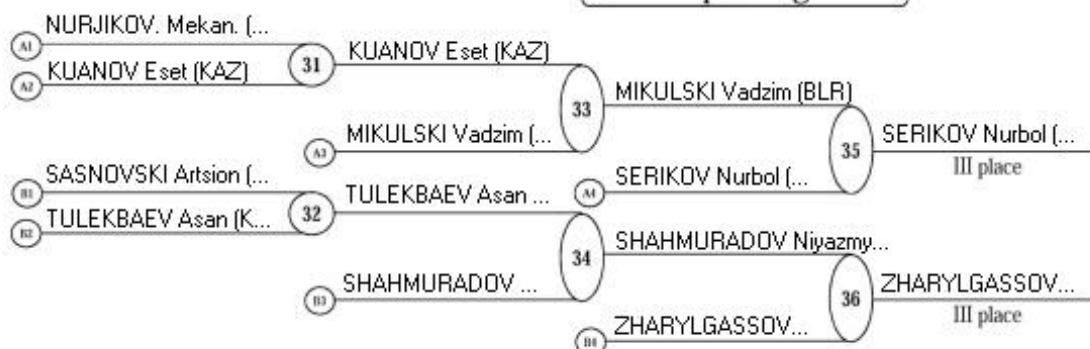 NURJIKOV. Mekan. (...
A1
KUANOV Eset (KAZ)
A2
31
KUANOV Eset (KAZ)
MIKULSKI Vadzim (...
A3
33
MIKULSKI Vadzim (BLR)
SERIKOV Nurbol (...
A4
35
SERIKOV Nurbol (...
III place
SASNOVSKI Artsion (...
B1
TULEKBAEV Asan (K...
B2
32
TULEKBAEV Asan ...
SHAHMURADOV ...
B3
34
SHAHMURADOV Niyazmy...
ZHARYLGASSOV...
B4
36
ZHARYLGASSOV...
III place